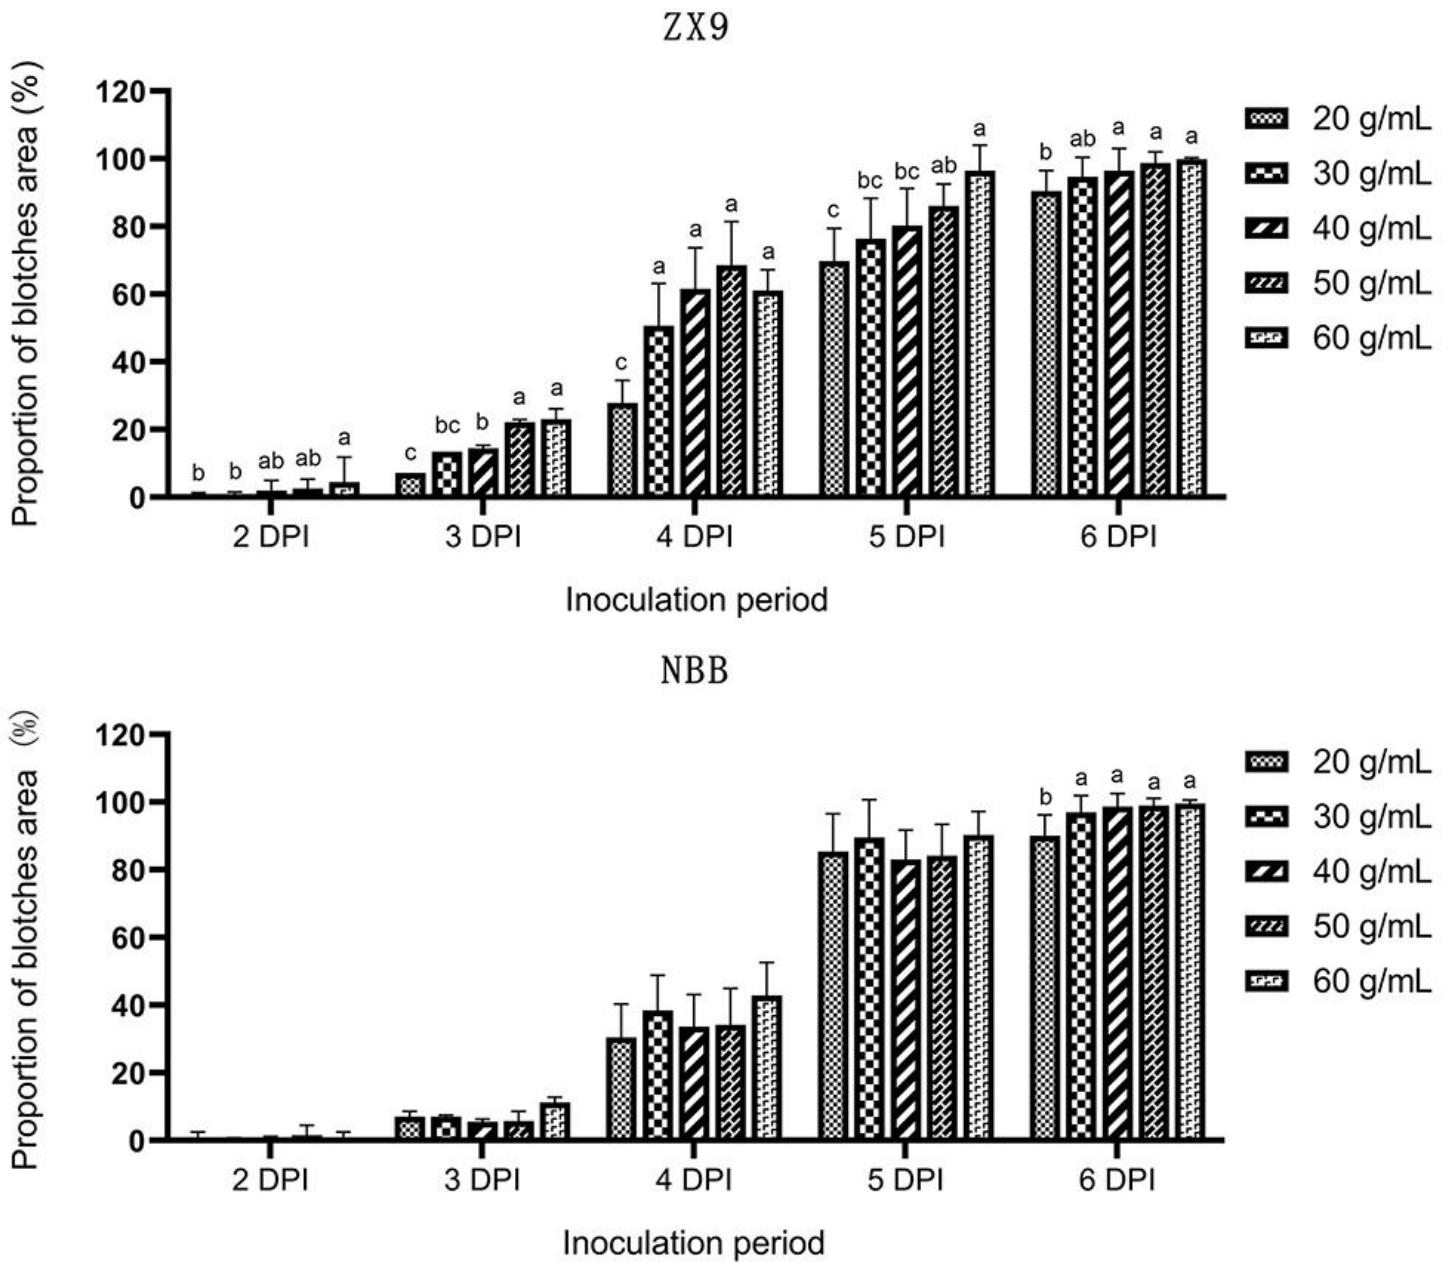 ZX9
Proportion of blotches area (%)
120
100
80
60
40
20
0
b b ab ab a
c bc b a a
c a a a a
c bc bc ab a
b ab a a a
2 DPI 3 DPI 4 DPI 5 DPI 6 DPI
Inoculation period
20 g/mL
30 g/mL
40 g/mL
50 g/mL
60 g/mL
NBB
Proportion of blotches area (%)
120
100
80
60
40
20
0
b a a a a
2 DPI 3 DPI 4 DPI 5 DPI 6 DPI
Inoculation period
20 g/mL
30 g/mL
40 g/mL
50 g/mL
60 g/mL